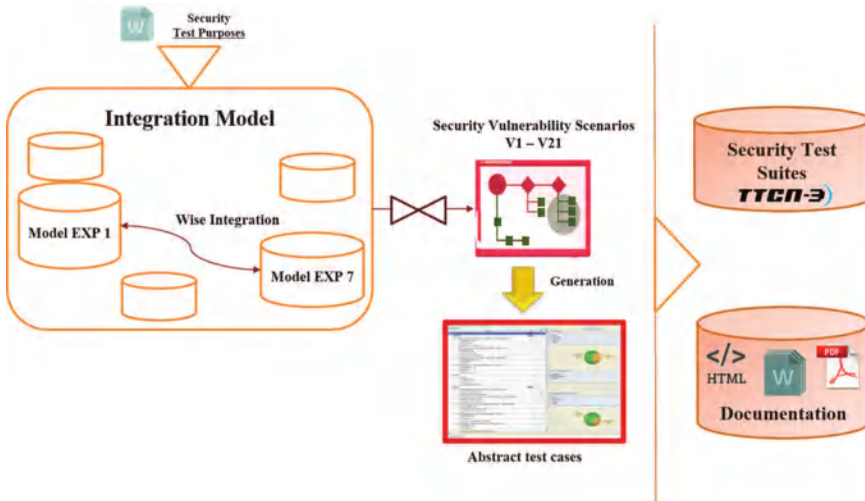 Security
Test Purposes
W
Integration Model
Model EXP 1
Wise Integration
Model EXP 7
Security Vulnerability Scenarios
V1 – V21
Generation
Abstract test cases
Security Test
Suites
TTCN-3
</>
HTML
W
PDF
Documentation